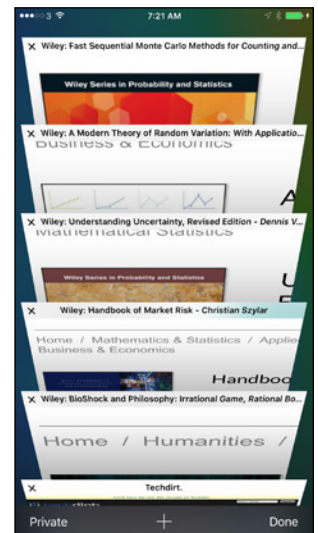 3 7:21 AM
× Wiley: Fast Sequential Monte Carlo Methods for Counting and...
Wiley Series in Probability and Statistics
× Wiley: A Modern Theory of Random Variation: With Applicatio...
Business & Economics
A
× Wiley: Understanding Uncertainty, Revised Edition - Dennis V...
Mathematical Statistics
Wiley Series in Probability and Statistics
U
× Wiley: Handbook of Market Risk - Christian Szylar
Home / Mathematics & Statistics / Applie
Business & Economics
Handboo
× Wiley: BioShock and Philosophy: Irrational Game, Rational Bo...
Home / Humanities /
× Techdirt.
Private + Done